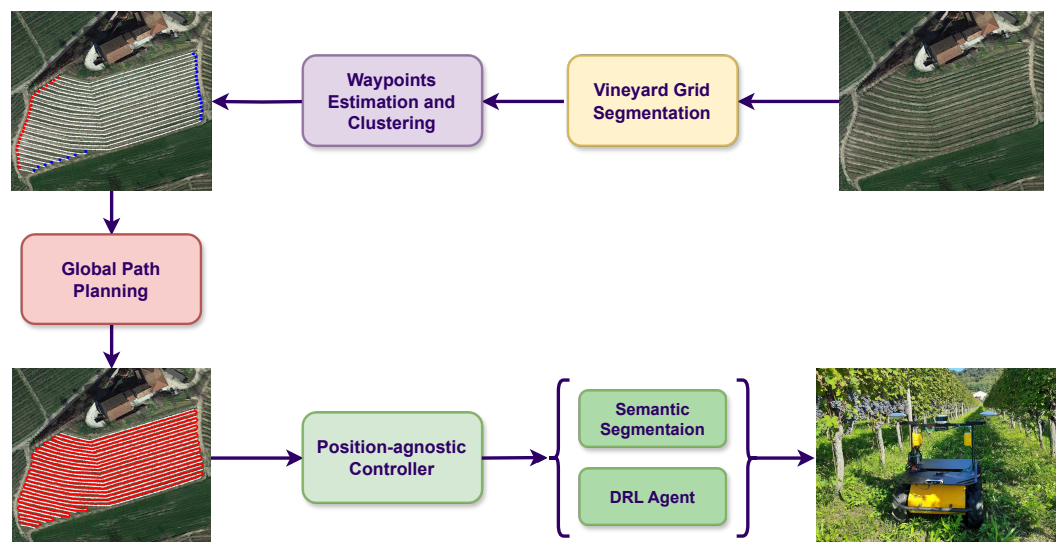 Waypoints
Estimation and
Clustering
Vineyard Grid
Segmentation
Global Path
Planning
Position-agnostic
Controller
Semantic
Segmentaion
DRL Agent